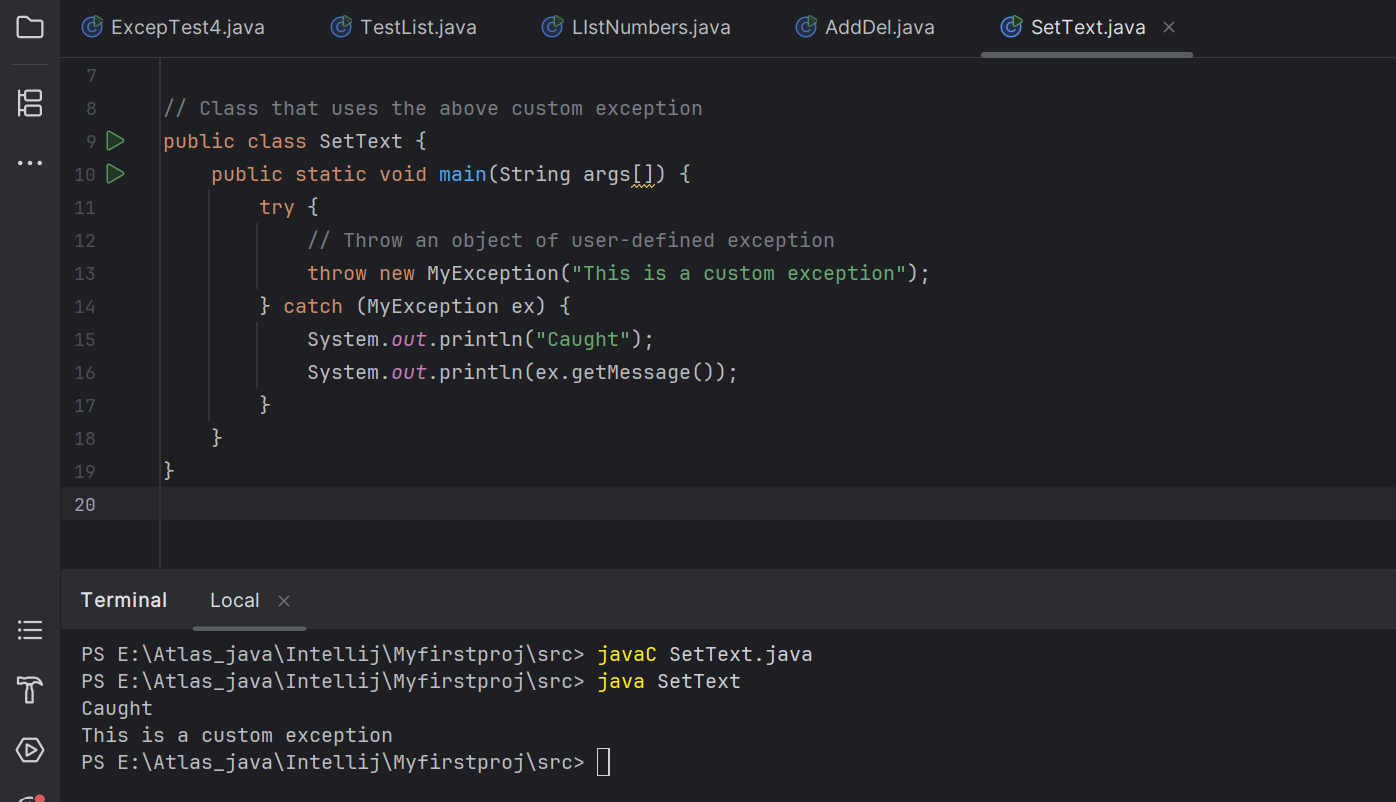 ExcepTest4.java TestList.java LIstNumbers.java AddDel.java SetText.java
7
8 // Class that uses the above custom exception
9 public class SetText {
10 public static void main(String args[]) {
11 try {
12 // Throw an object of user-defined exception
13 throw new MyException("This is a custom exception");
14 } catch (MyException ex) {
15 System.out.println("Caught");
16 System.out.println(ex.getMessage());
17 }
18 }
19 }
20
Terminal Local
PS E:\Atlas_java\Intellij\Myfirstproj\src> javaC SetText.java
PS E:\Atlas_java\Intellij\Myfirstproj\src> java SetText
Caught
This is a custom exception
PS E:\Atlas_java\Intellij\Myfirstproj\src>